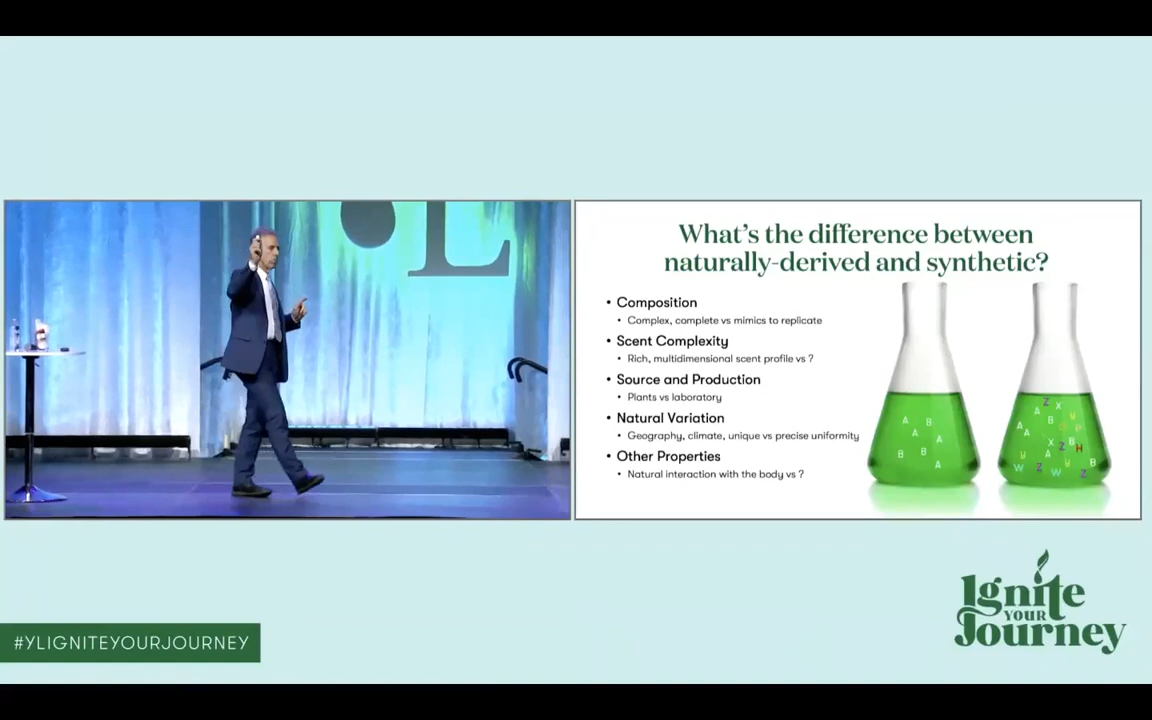 L
What's the difference between
naturally-derived and synthetic?
• Composition
• Complex, complete vs mimics to replicate
• Scent Complexity
• Rich, multidimensional scent profile vs ?
• Source and Production
• Plants vs laboratory
• Natural Variation
• Geography, climate, unique vs precise uniformity
• Other Properties
• Natural interaction with the body vs ?
A B
A A
B B
A
Z X
A B y
A A
X B
Z H
y A
y B
W Z W Z
Ignite
YOUR
Journey
#YLIGNITEYOURJOURNEY